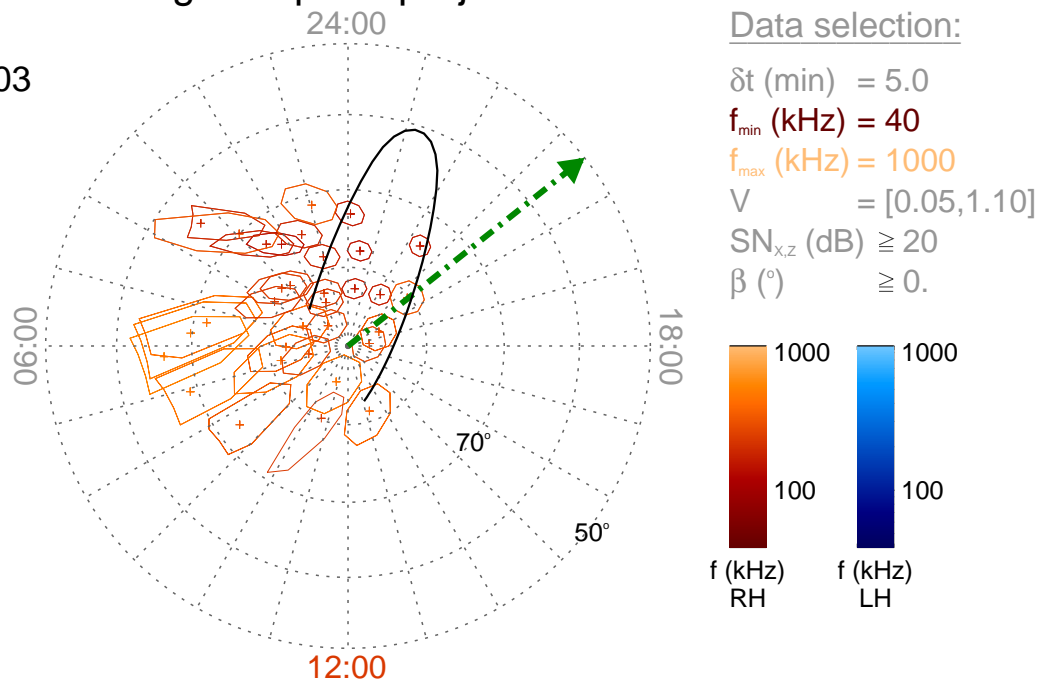 24:00
03
06:00
18:00
70°
50°
12:00
Data selection:
δt (min) = 5.0
fmin (kHz) = 40
fmax (kHz) = 1000
V = [0.05,1.10]
SNx,z (dB) ≧ 20
β (°) ≧ 0.
1000
100
f (kHz)
RH
1000
100
f (kHz)
LH